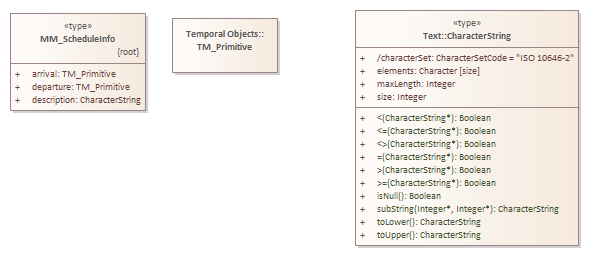 «type»
MM_ScheduleInfo
{root}
+ arrival: TM_Primitive
+ departure: TM_Primitive
+ description: CharacterString
Temporal Objects::
TM_Primitive
«type»
Text::CharacterString
+ /characterSet: CharacterSetCode = "ISO 10646-2"
+ elements: Character [size]
+ maxLength: Integer
+ size: Integer
+ <(CharacterString*): Boolean
+ <=(CharacterString*): Boolean
+ <>(CharacterString*): Boolean
+ =(CharacterString*): Boolean
+ >(CharacterString*): Boolean
+ >=(CharacterString*): Boolean
+ isNull(): Boolean
+ subString(Integer*, Integer*): CharacterString
+ toLower(): CharacterString
+ toUpper(): CharacterString